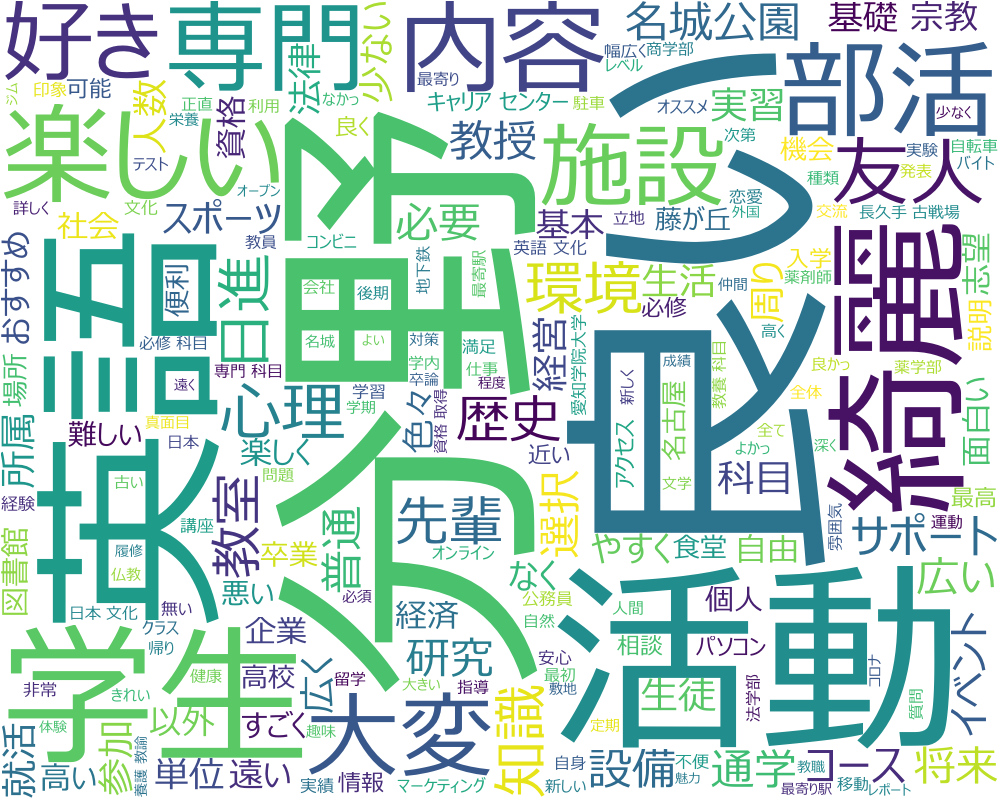 好き
専門
内容
名城公園
基礎 宗教
幅広く
商学部
レベル
最寄り
ジム
印象
可能
人数
正直
利用
なかっ
栄養
資格
法律
少ない
キャリア センター
駐車
オススメ
実習
部活
少なく
楽しい
テスト
オープン
良く
教授
施設
次第
機会
自転車
実験
バイト
種類
発表
友人
詳しく
文化
社会
スポーツ
教員
コンビニ
必要
基本
立地
藤が丘
恋愛
外国
交流
長久手 古戦場
英語 文化
地下鉄
最寄駅
おすすめ
便利
日進
会社
後期
分野
良い
環境
生活
必修
仲間
周り
入学
薬剤師
志望
綺麗
説明
高く
英語
必修 科目
専門 科目
名城
よい
対策
満足
仕事
経営
愛知学院大学
成績
新しく
教養 科目
良かっ
薬学部
場所
遠く
学内
卒論
学習
学期
程度
資格 取得
全体
真面目
日本
心理
色々
歴史
名古屋
アクセス
よかっ
全て
面白い
所属
難しい
楽しく
近い
文学
深く
科目
問題
古い
経験
講座
教室
普通
先輩
選択
最高
雰囲気
運動
サポート
図書館
履修
仏教
卒業
オンライン
やすく
食堂
自由
日本 文化
無い
悪い
必須
経済
なく
公務員
自然
人間
個人
広い
活動
学生
クラス
帰り
企業
研究
安心
相談
パソコン
イベント
非常
きれい
健康
高校
広く
留学
大きい
指導
最初
敷地
生徒
法学部
コロナ
就活
体験
参加
以外
すごく
趣味
大変
知識
定期
質問
養護 教諭
高い
単位
遠い
実績
情報
マーケティング
自身
新しい
設備
不便
魅力
通学
教職
コース
移動
最寄り駅
レポート
将来